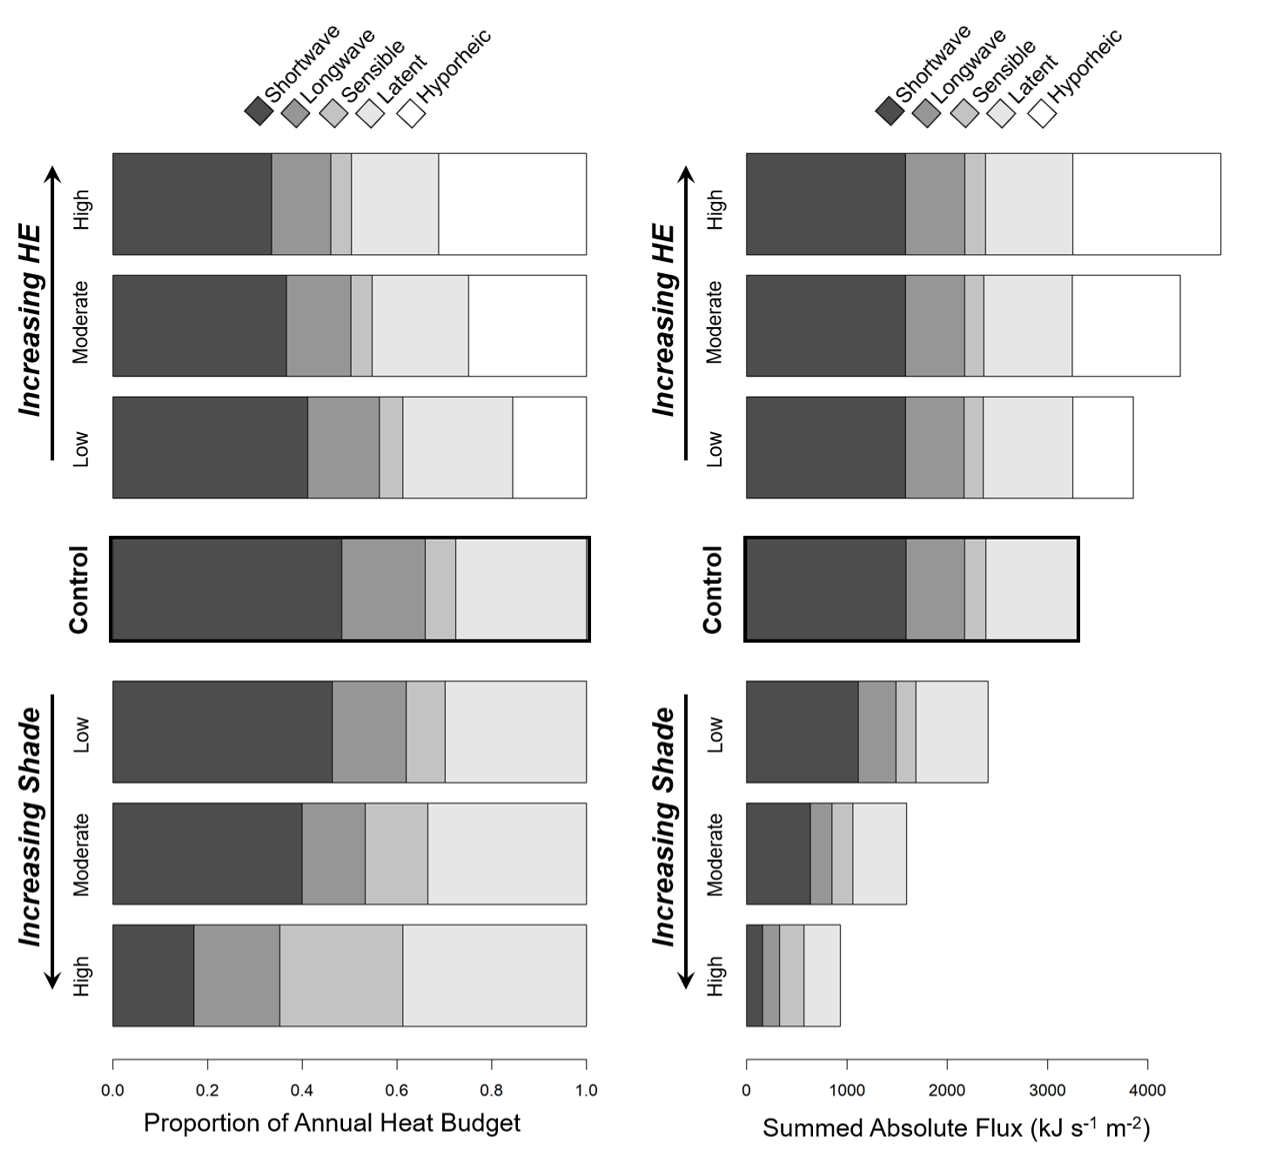 Shortwave
Longwave
Sensible
Latent
Hyporheic
Increasing HE
High
Moderate
Low
Control
Increasing Shade
Low
Moderate
High
0.0 0.2 0.4 0.6 0.8 1.0
Proportion of Annual Heat Budget
Shortwave
Longwave
Sensible
Latent
Hyporheic
Increasing HE
High
Moderate
Low
Control
Increasing Shade
Low
Moderate
High
0 1000 2000 3000 4000
Summed Absolute Flux (kJ s⁻¹ m⁻²)